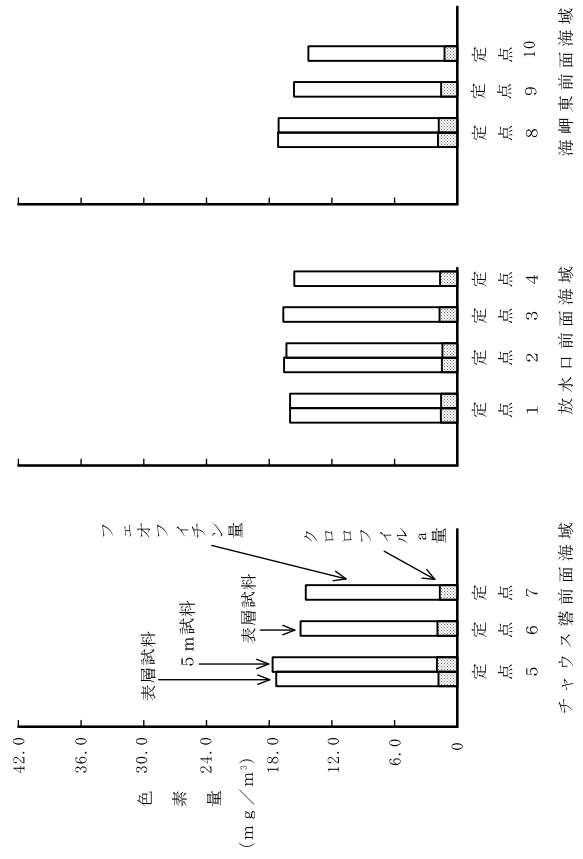 42.0
36.0
30.0
24.0
18.0
12.0
6.0
0
色素量
(mg／m³)
表層試料
5m試料
表層試料
フェオフイチン量
クロロフイルa量
定点5
定点6
定点7
チャウス 前面海域
定点1
定点2
定点3
定点4
放水口前面海域
定点8
定点9
定点10
海岬東前面海域